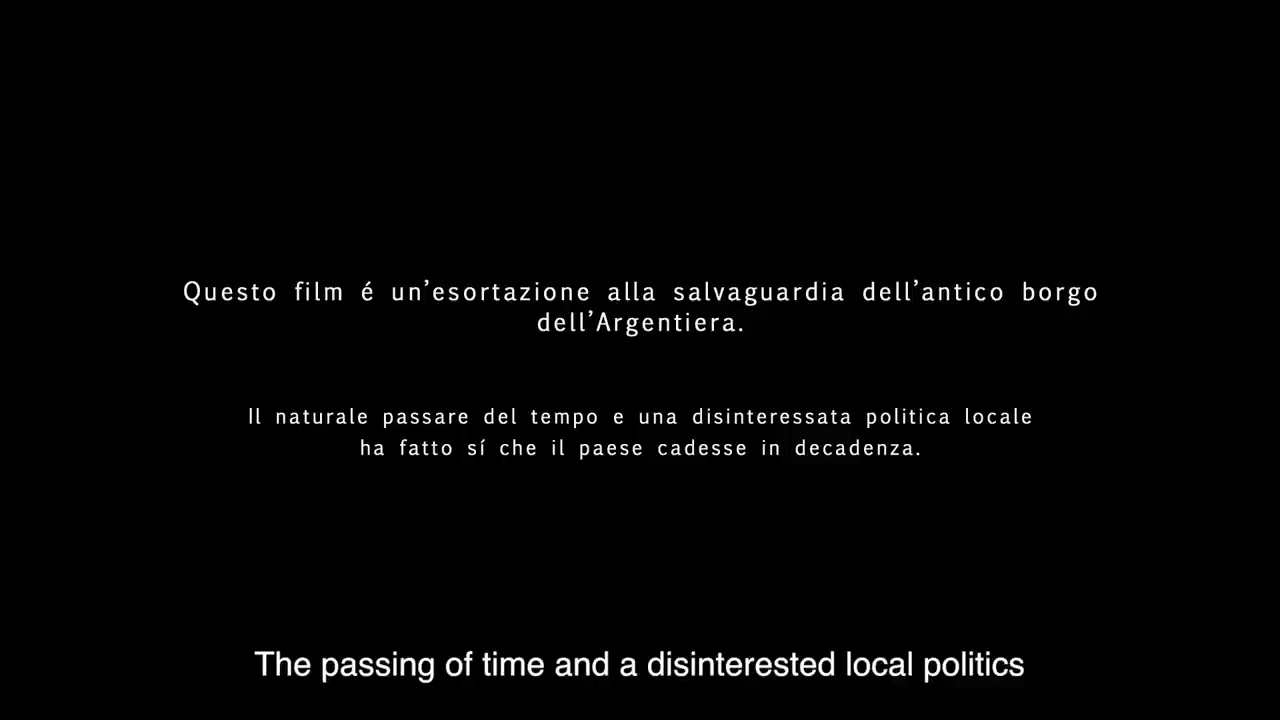 Questo film é un’esortazione alla salvaguardia dell’antico borgo
dell’Argentiera.
Il naturale passare del tempo e una disinteressata politica locale
ha fatto sí che il paese cadesse in decadenza.
The passing of time and a disinterested local politics